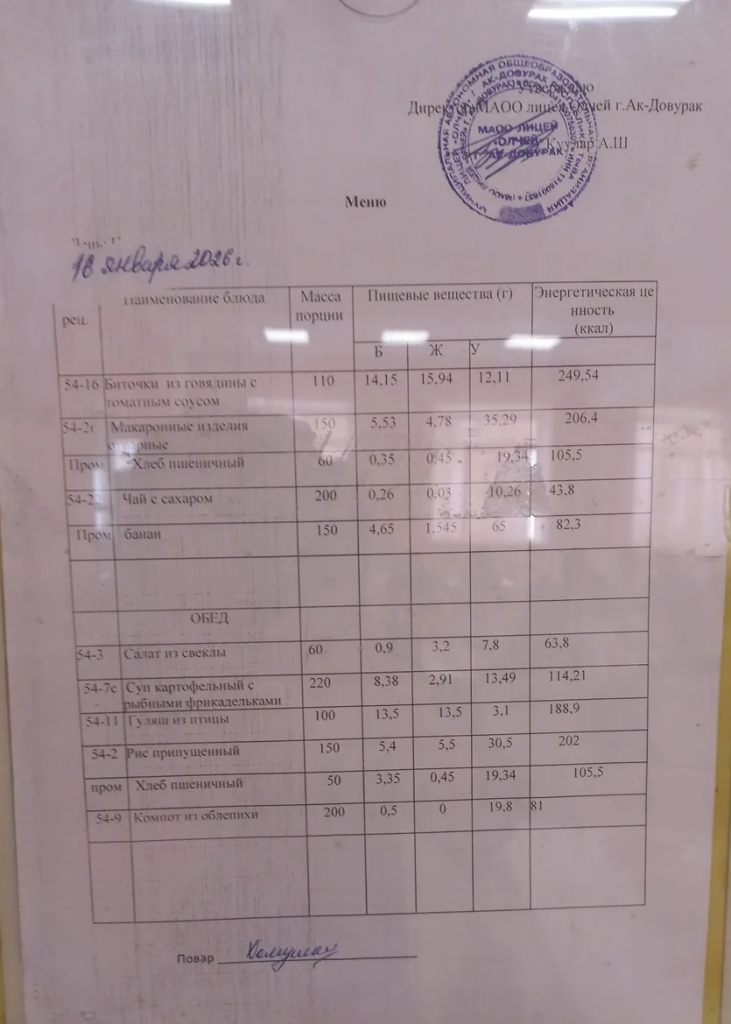 Утверждаю
Директор МАОО лицей Олчей г.Ак-Довурак
Куулар А.Ш
МАОО ЛИЦЕЙ
«ОЛЧЕЙ»
Г. АК-ДОВУРАК
Меню
18 января 2026 г.
рец. Наименование блюда Масса порции Пищевые вещества (г) Энергетическая це
нность
(ккал)
Б Ж У
54-16 Биточки из говядины с 110 14,15 15,94 12,11 249,54
томатным соусом
54-2г Макаронные изделия 150 5,53 4,78 35,29 206,4
отварные
Пром Хлеб пшеничный 60 0,35 0,45 19,34 105,5
Чай с сахаром 200 0,26 0,03 10,26 43,8
Пром банан 150 4,65 1,545 65 82,3
ОБЕД
54-3 Салат из свеклы 60 0,9 3,2 7,8 63,8
54-7с Суп картофельный с 220 8,38 2,91 13,49 114,21
рыбными фрикадельками
54-11 Гуляш из птицы 100 13,5 13,5 3,1 188,9
54-2 Рис припущенный 150 5,4 5,5 30,5 202
пром Хлеб пшеничный 50 3,35 0,45 19,34 105,5
54-9 Компот из облепихи 200 0,5 0 19,8 81
Повар